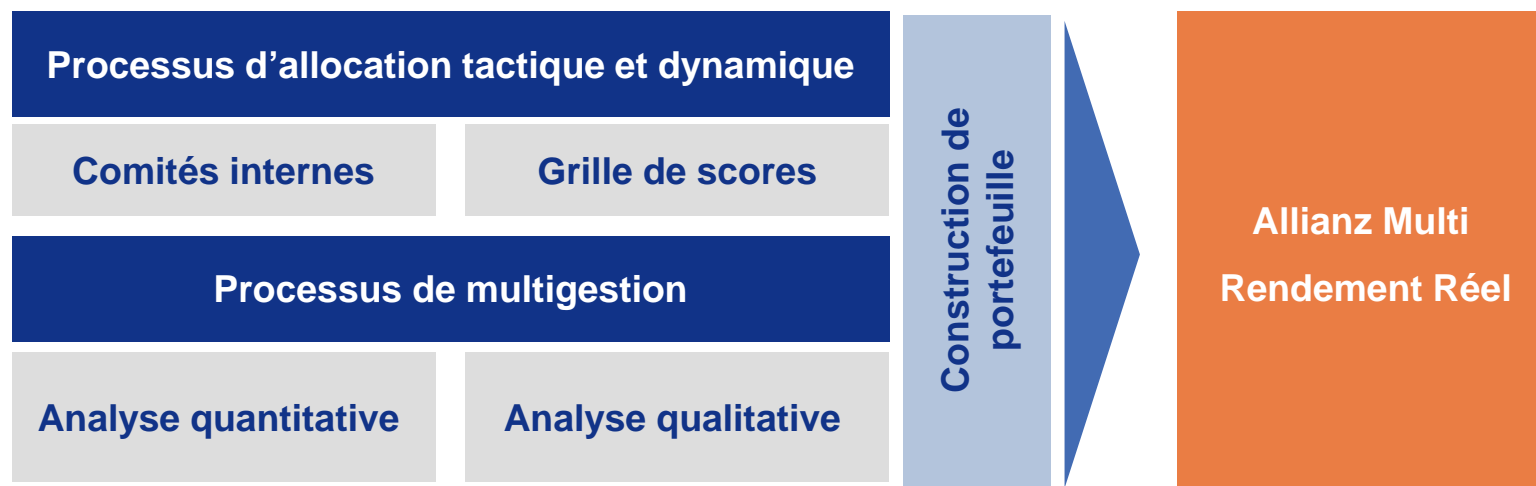 Processus d’allocation tactique et dynamique
Comités internes
Grille de scores
Processus de multigestion
Analyse quantitative
Analyse qualitative
Construction de
portefeuille
Allianz Multi
Rendement Réel